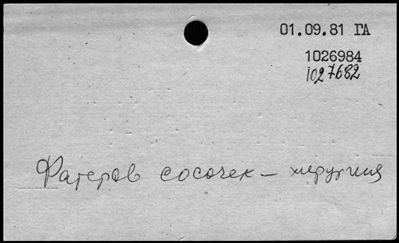 01.09.81 ГА
1026984
1027682
Фатеров сосочек – хирургия